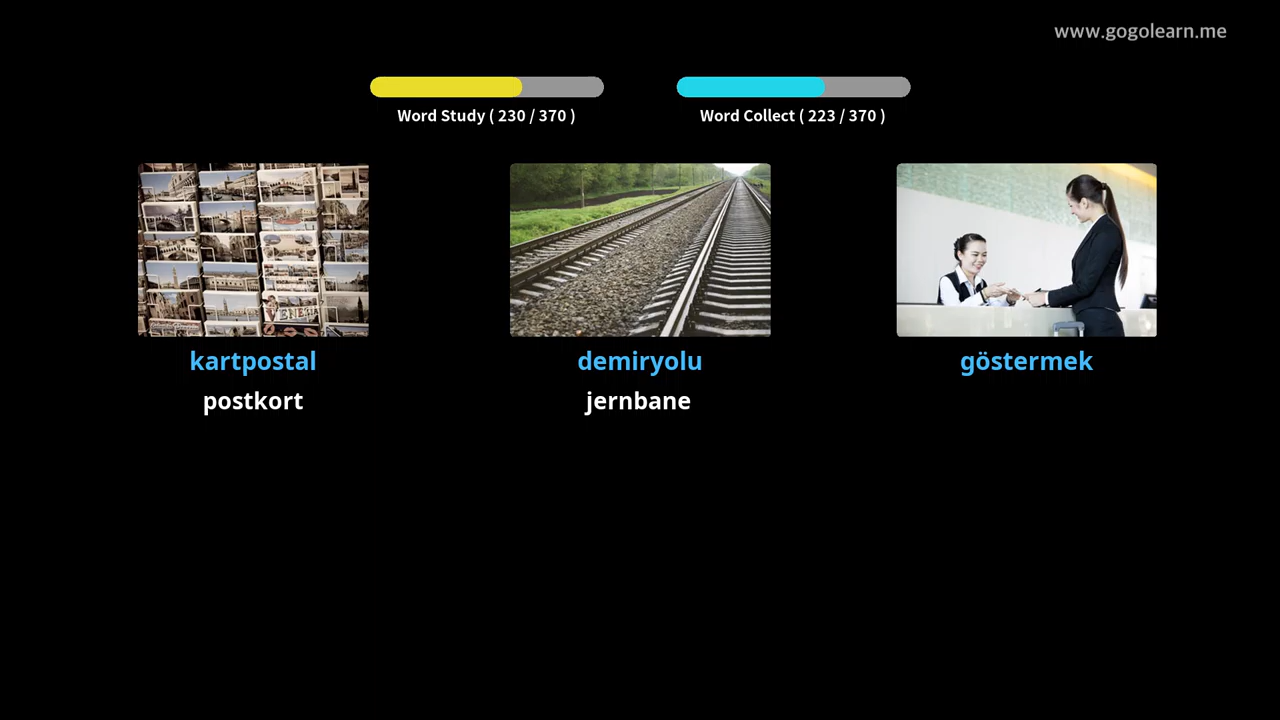 www.gogolearn.me
Word Study ( 230 / 370 )
Word Collect ( 223 / 370 )
kartpostal
postkort
demiryolu
jernbane
göstermek